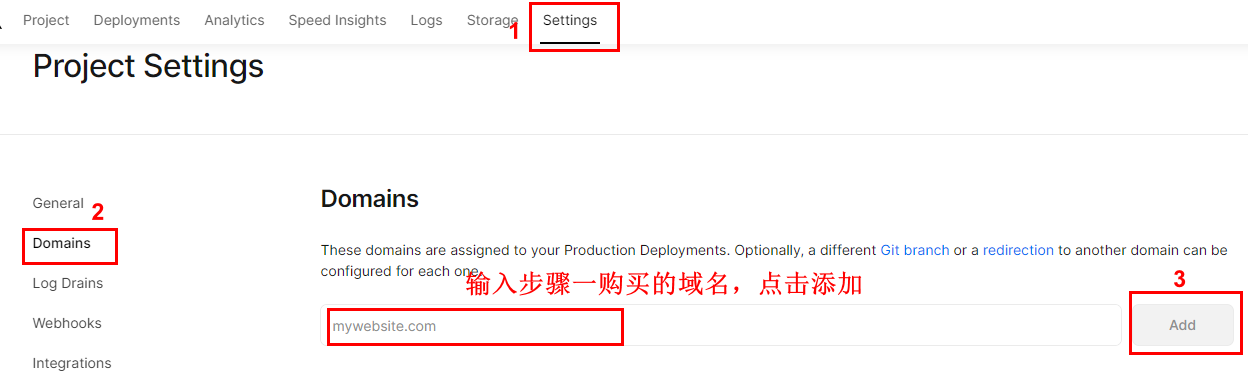 Project Deployments Analytics Speed Insights Logs Storage Settings
1
Project Settings
General
2
Domains
Log Drains
Webhooks
Integrations
Domains
These domains are assigned to your Production Deployments. Optionally, a different Git branch or a redirection to another domain can be
configured for each one.
输入步骤一购买的域名，点击添加
mywebsite.com
3
Add